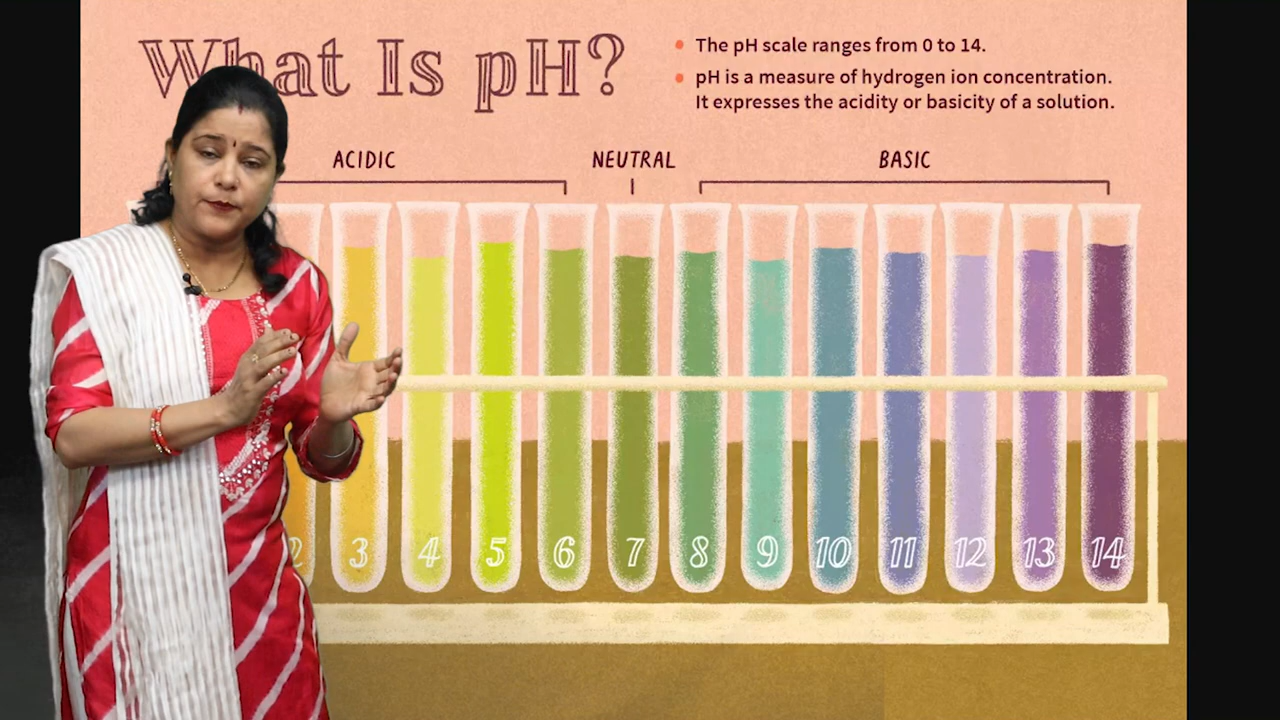 What Is pH?
• The pH scale ranges from 0 to 14.
• pH is a measure of hydrogen ion concentration.
It expresses the acidity or basicity of a solution.
ACIDIC NEUTRAL BASIC
2 3 4 5 6 7 8 9 10 11 12 13 14